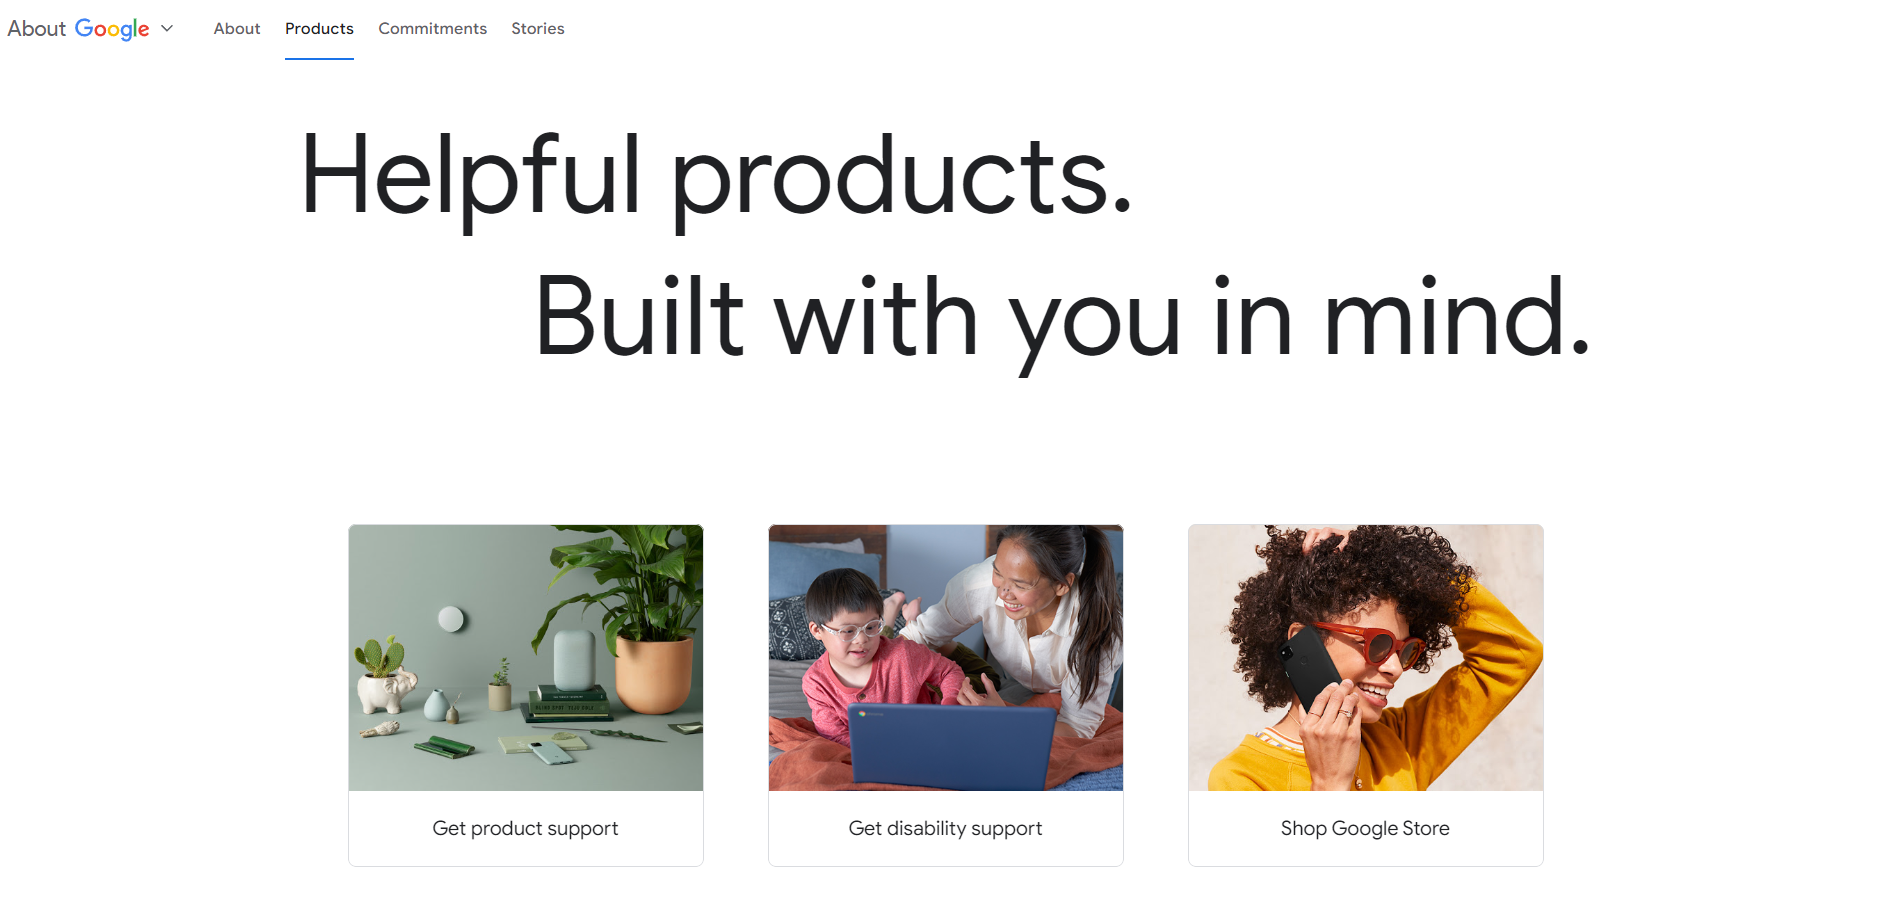 About Google
About
Products
Commitments
Stories
Helpful products.
Built with you in mind.
Get product support
Get disability support
Shop Google Store